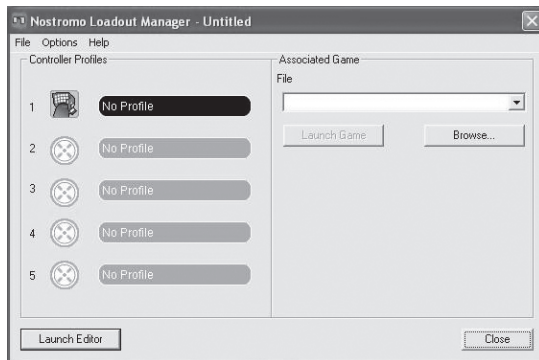 Nostromo Loadout Manager - Untitled
File Options Help
Controller Profiles
1 No Profile
2 No Profile
3 No Profile
4 No Profile
5 No Profile
Associated Game
File
Launch Game Browse...
Launch Editor Close